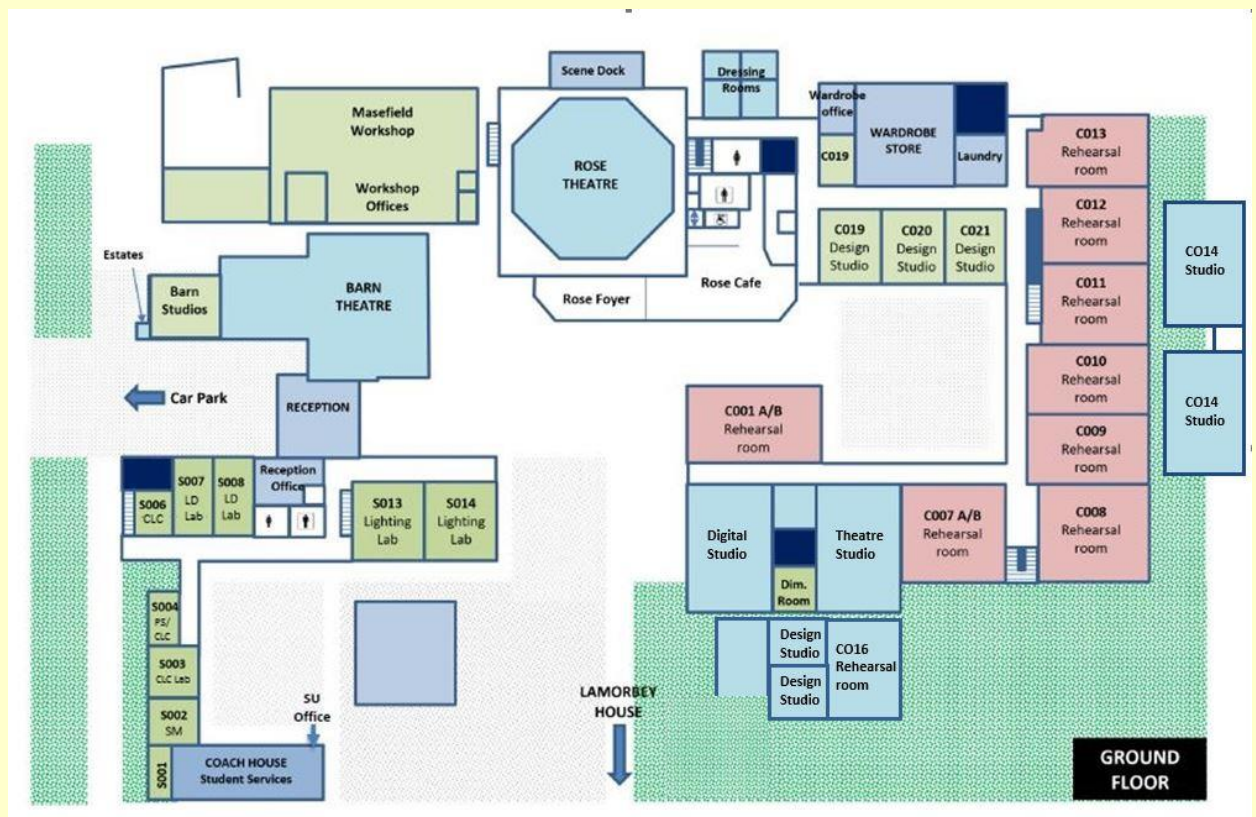 Scene Dock
Dressing
Rooms
Masefield
Workshop
Workshop
Offices
ROSE
THEATRE
Wardrobe
office
WARDROBE
STORE
C019
Laundry
C013
Rehearsal
room
C012
Rehearsal
room
CO14
Studio
C019
Design
Studio
C020
Design
Studio
C021
Design
Studio
Estates
Barn
Studios
BARN
THEATRE
Rose Foyer
Rose Cafe
C011
Rehearsal
room
C010
Rehearsal
room
CO14
Studio
Car Park
RECEPTION
C001 A/B
Rehearsal
room
C009
Rehearsal
room
S006
CLC
S007
LD
Lab
S008
LD
Lab
Reception
Office
S013
Lighting
Lab
S014
Lighting
Lab
Digital
Studio
Theatre
Studio
Dim.
Room
C007 A/B
Rehearsal
room
C008
Rehearsal
room
S004
PS/
CLC
S003
CLC Lab
S002
SM
S001
SU
Office
COACH HOUSE
Student Services
LAMORBEY
HOUSE
Design
Studio
Design
Studio
CO16
Rehearsal
room
GROUND
FLOOR